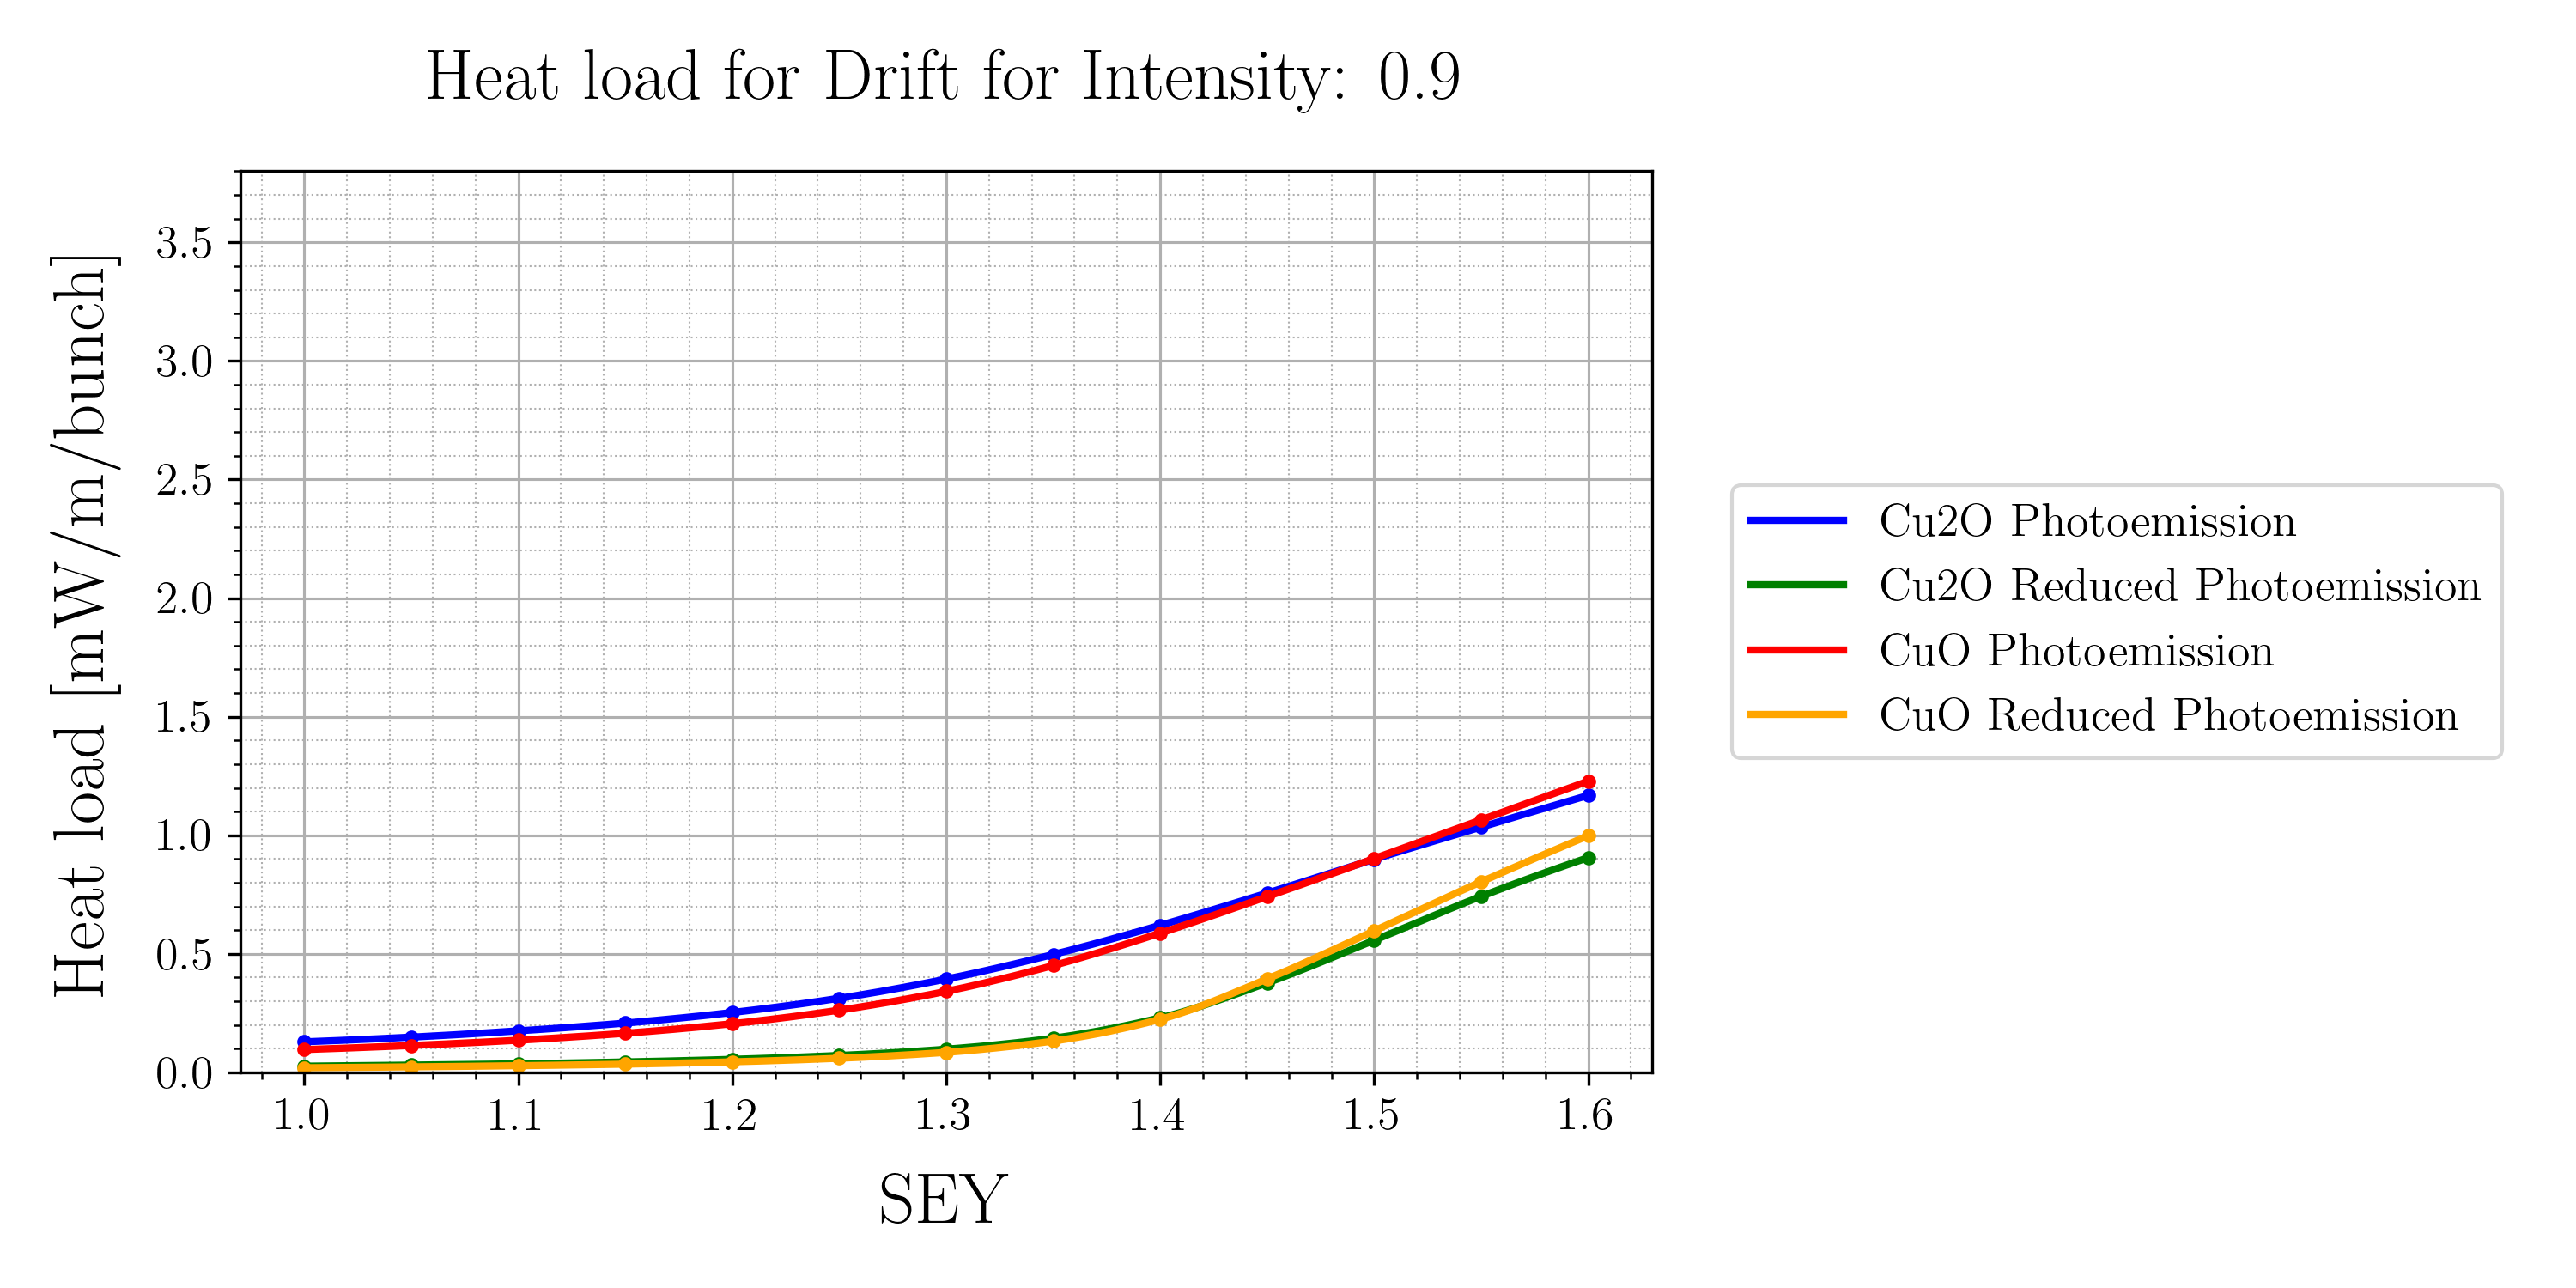 Heat load for Drift for Intensity: 0.9
Heat load [mW/m/bunch]
3.5
3.0
2.5
2.0
1.5
1.0
0.5
0.0
1.0 1.1 1.2 1.3 1.4 1.5 1.6
SEY
Cu2O Photoemission
Cu2O Reduced Photoemission
CuO Photoemission
CuO Reduced Photoemission